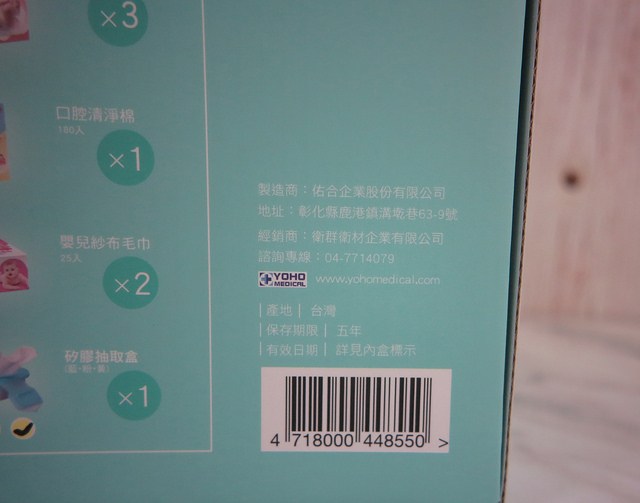 ×3
口腔清淨棉
180入
×1
嬰兒紗布毛巾
25入
×2
矽膠抽取盒
(藍·粉·黃)
×1
製造商：佑合企業股份有限公司
地址：彰化縣鹿港鎮溝墘巷63-9號
經銷商：衛群衛材企業有限公司
諮詢專線：04-7714079
YOHO MEDICAL www.yohomedical.com
|產地| 台灣
|保存期限| 五年
|有效日期| 詳見內盒標示
4 718000 448550 >